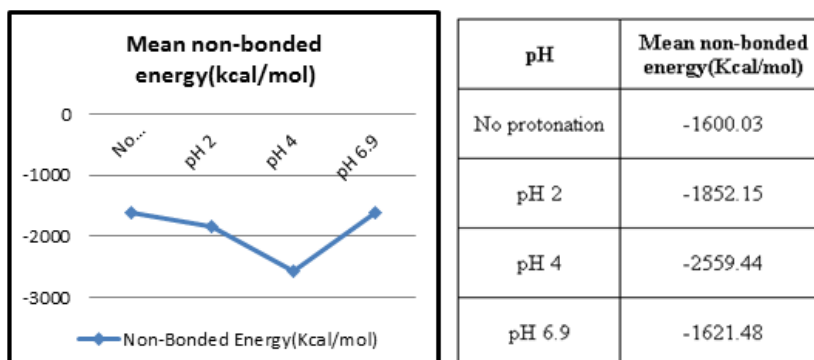 Mean non-bonded
energy(kcal/mol)
0
-1000
-2000
-3000
No...
pH 2
pH 4
pH 6.9
Non-Bonded Energy(Kcal/mol)
pH Mean non-bonded
energy(Kcal/mol)
No protonation -1600.03
pH 2 -1852.15
pH 4 -2559.44
pH 6.9 -1621.48